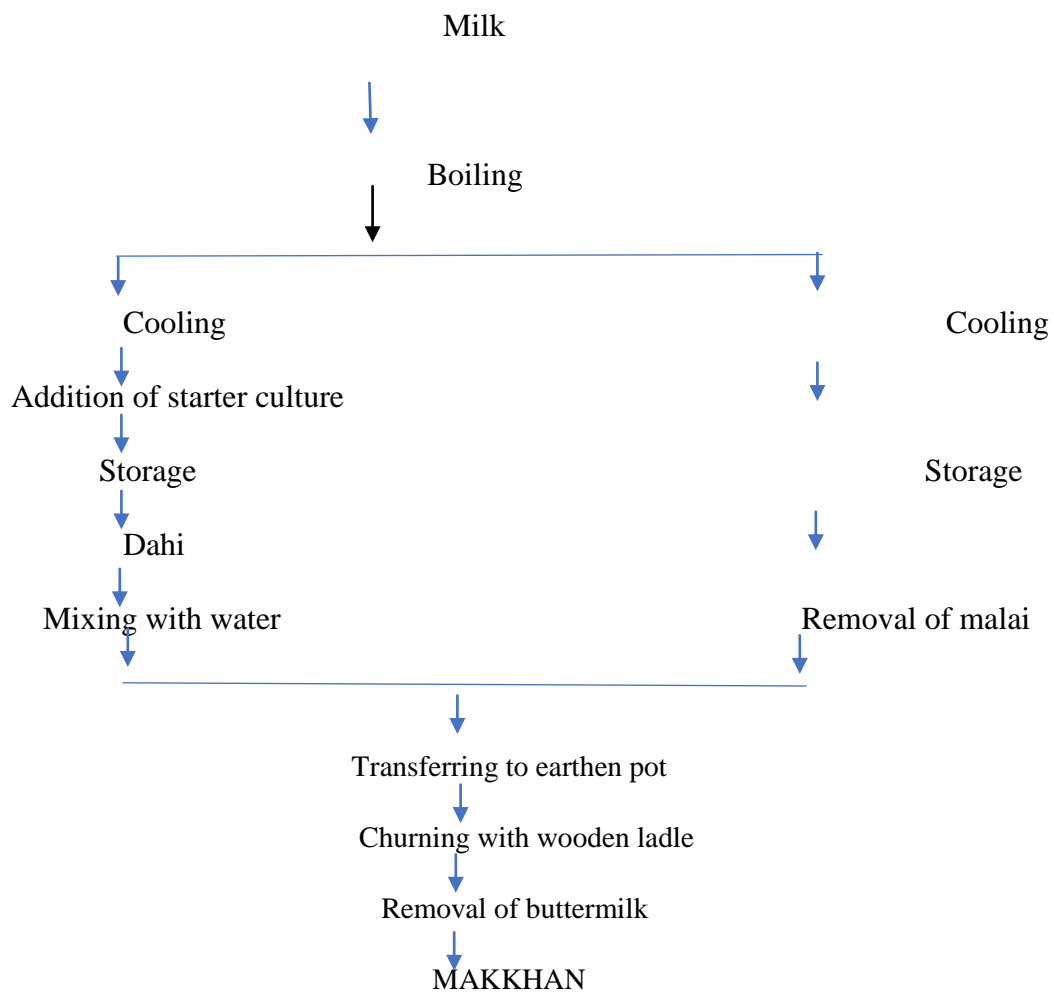 Milk
Boiling
Cooling Cooling
Addition of starter culture
Storage Storage
Dahi
Mixing with water Removal of malai
Transferring to earthen pot
Churning with wooden ladle
Removal of buttermilk
MAKKHAN